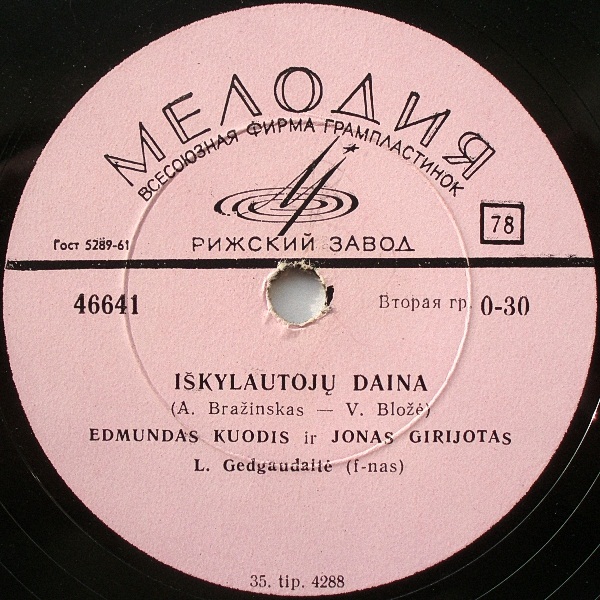 МЕЛОДИЯ
ВСЕСОЮЗНАЯ ФИРМА ГРАМПЛАСТИНОК
РИЖСКИЙ ЗАВОД
78
Гост 5289-61
46641
Вторая гр. 0-30
IŠKYLAUTOJŲ DAINA
(A. Bražinskas — V. Bložė)
EDMUNDAS KUODIS ir JONAS GIRIJOTAS
L. Gedgaudaitė (f-nas)
35. tip. 4288